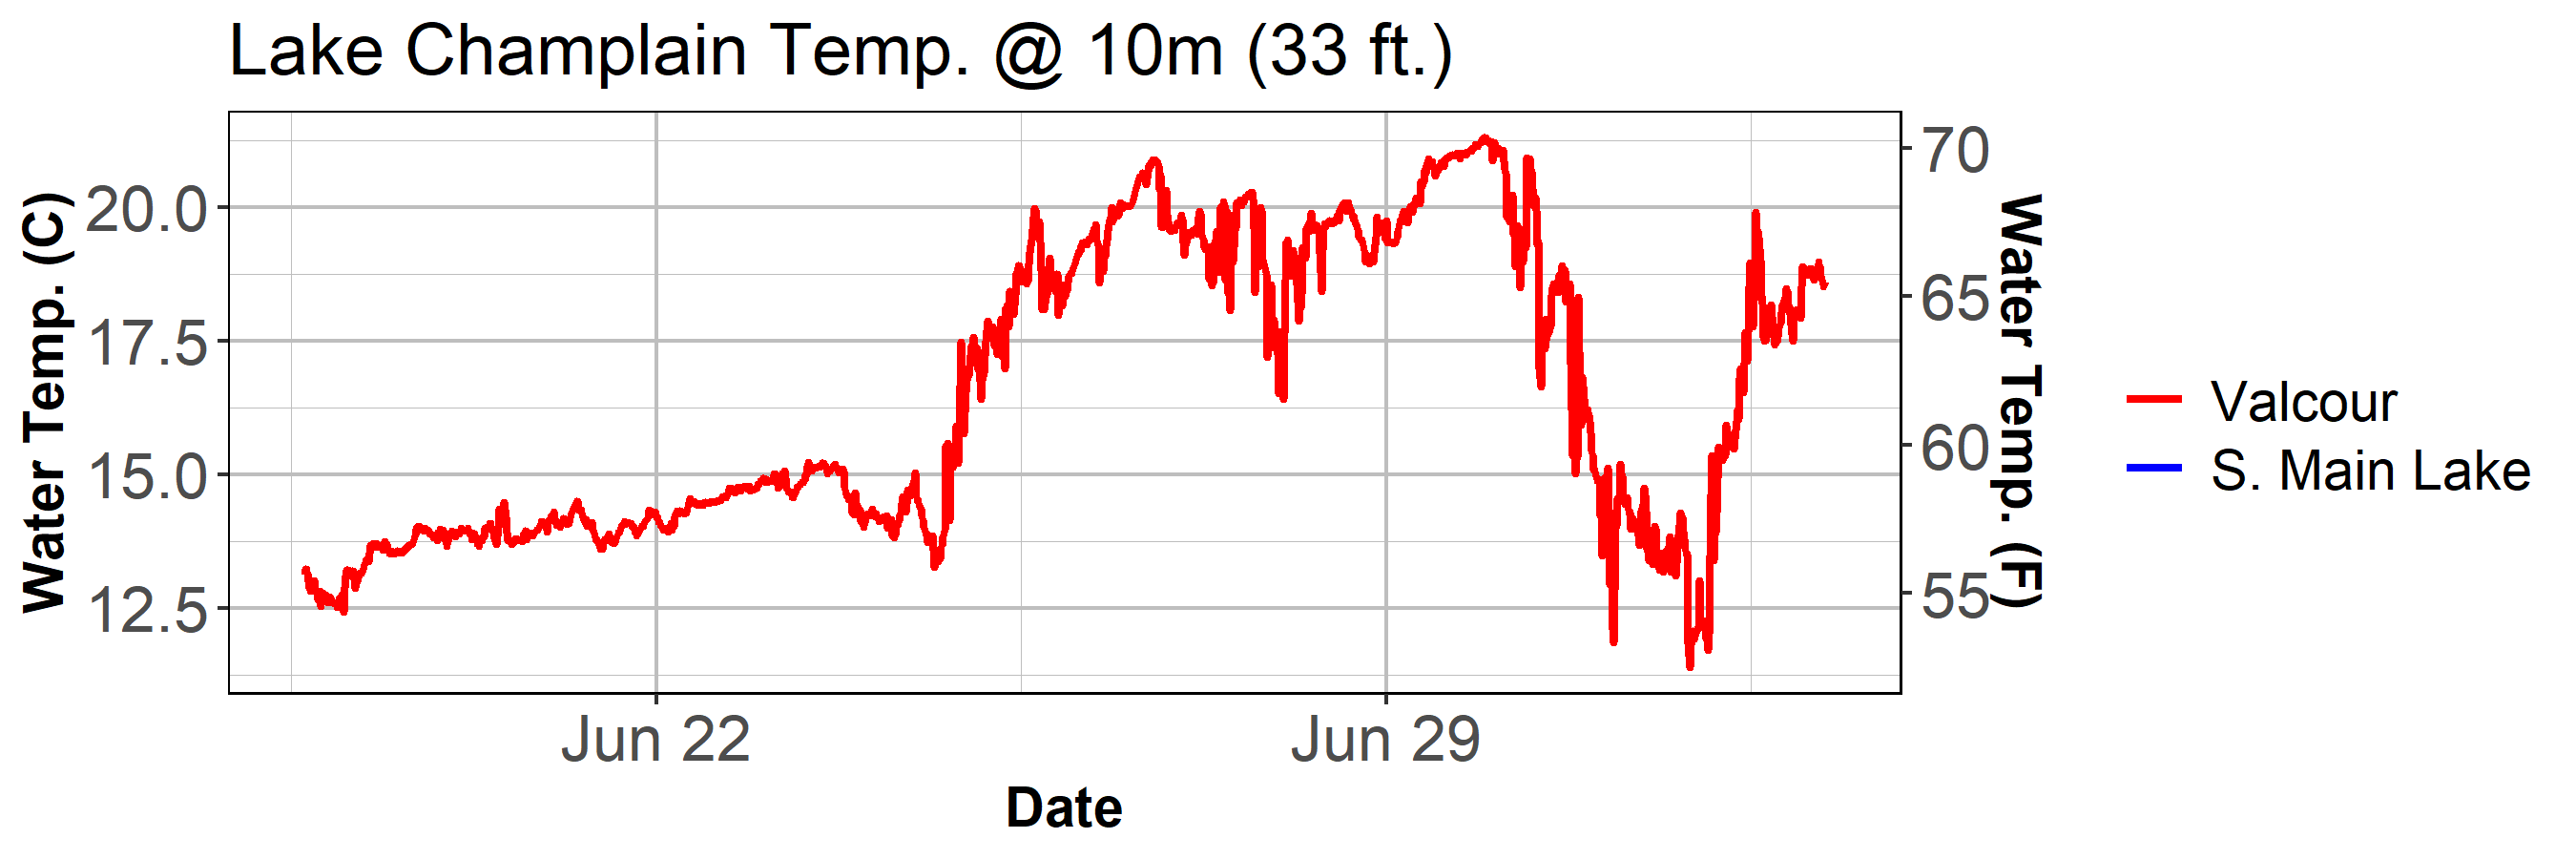 Lake Champlain Temp. @ 10m (33 ft.)
Water Temp. (C)
20.0
17.5
15.0
12.5
70
65
60
55
Water Temp. (F)
Jun 22
Jun 29
Date
Valcour
S. Main Lake